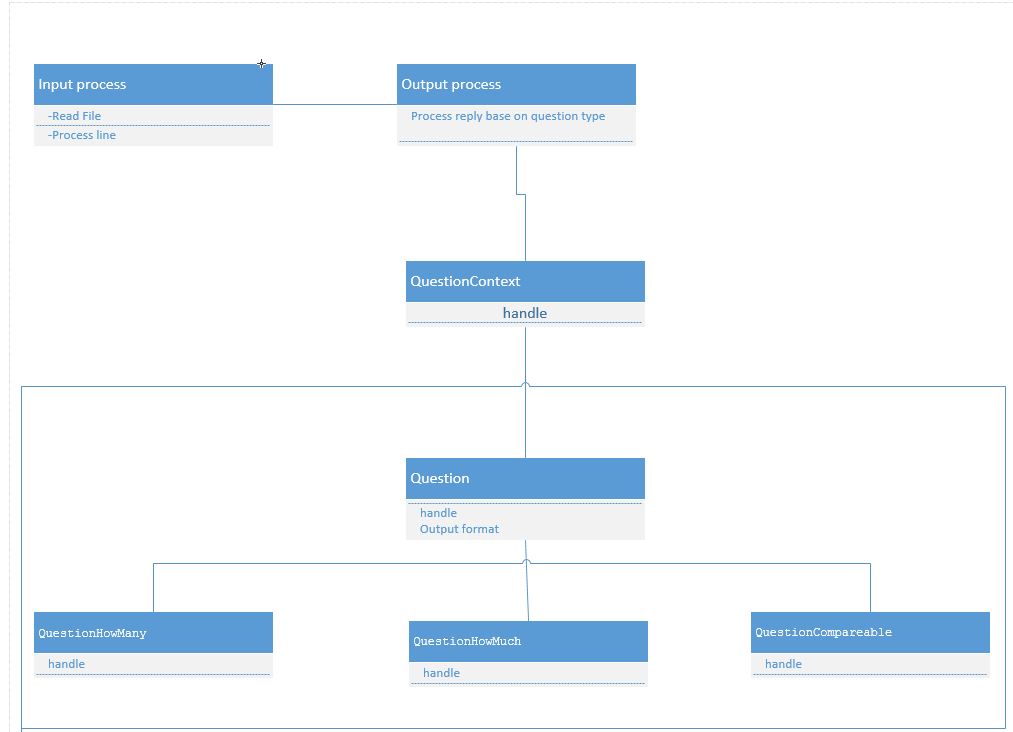 Input process
-Read File
-Process line
Output process
Process reply base on question type
QuestionContext
handle
Question
handle
Output format
QuestionHowMany
handle
QuestionHowMuch
handle
QuestionCompareable
handle